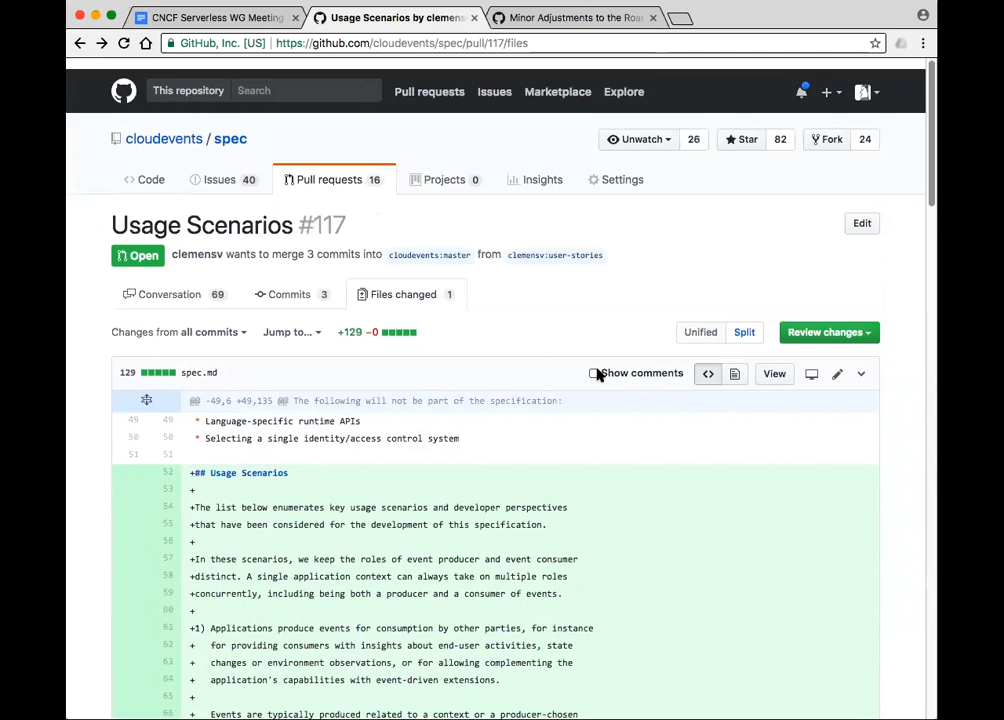 CNCF Serverless WG Meeting
Usage Scenarios by clemens
Minor Adjustments to the Roa
GitHub, Inc. [US] https://github.com/cloudevents/spec/pull/117/files
This repository Search Pull requests Issues Marketplace Explore
cloudevents / spec
Unwatch 26 Star 82 Fork 24
Code Issues 40 Pull requests 16 Projects 0 Insights Settings
Usage Scenarios #117
Edit
Open clemensv wants to merge 3 commits into cloudevents:master from clemensv:user-stories
Conversation 69 Commits 3 Files changed 1
Changes from all commits Jump to... +129 −0 Unified Split Review changes
129 spec.md Show comments <> View
@@ -49,6 +49,135 @@ The following will not be part of the specification:
49 49 * Language-specific runtime APIs
50 50 * Selecting a single identity/access control system
51 51
52 +## Usage Scenarios
53 +
54 +The list below enumerates key usage scenarios and developer perspectives
55 +that have been considered for the development of this specification.
56 +
57 +In these scenarios, we keep the roles of event producer and event consumer
58 +distinct. A single application context can always take on multiple roles
59 +concurrently, including being both a producer and a consumer of events.
60 +
61 +1) Applications produce events for consumption by other parties, for instance
62 + for providing consumers with insights about end-user activities, state
63 + changes or environment observations, or for allowing complementing the
64 + application's capabilities with event-driven extensions.
65 +
66 + Events are typically produced related to a context or a producer-chosen